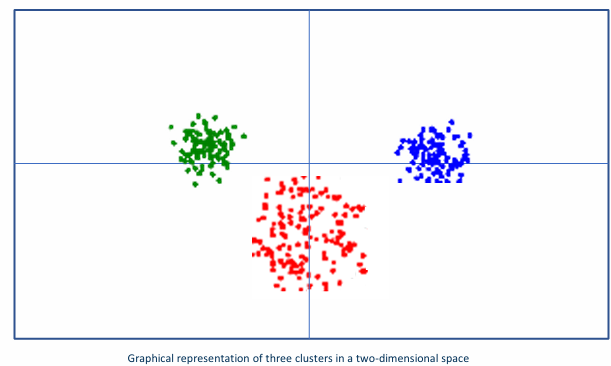 Graphical representation of three clusters in a two-dimensional space